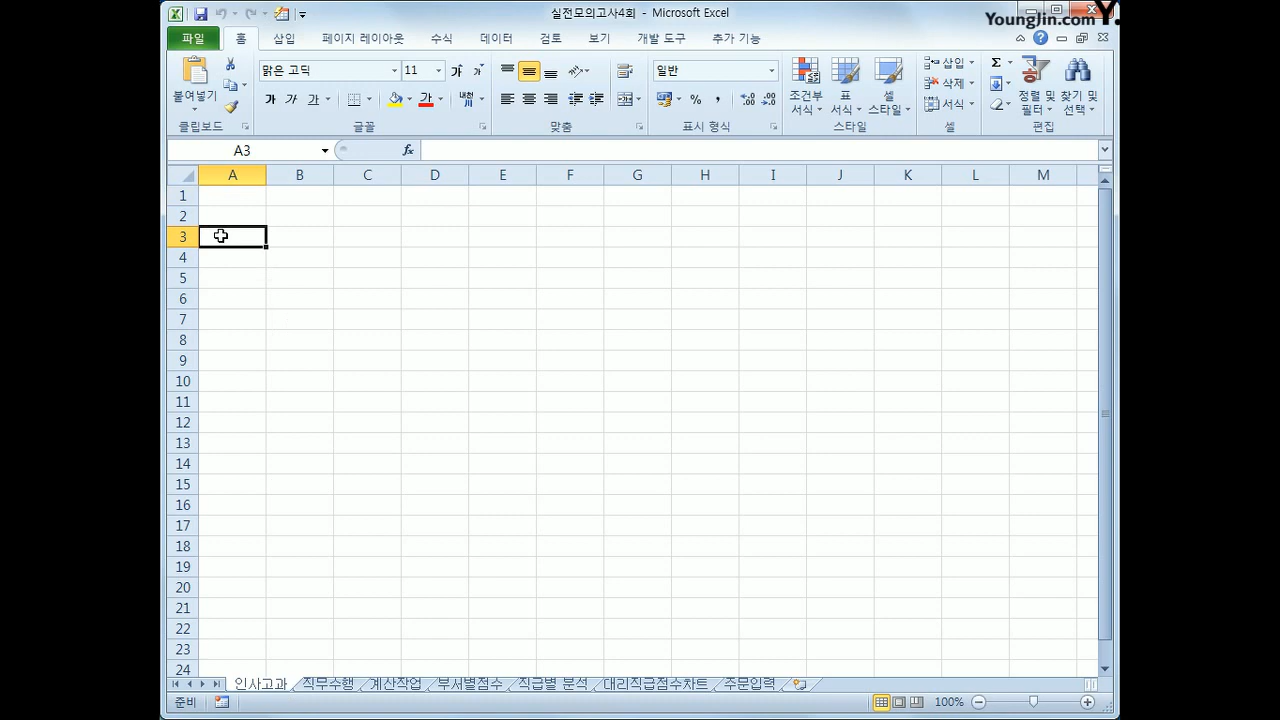 실전모의고사4회 - Microsoft Excel
YoungJin.com Y.
파일 홈 삽입 페이지 레이아웃 수식 데이터 검토 보기 개발 도구 추가 기능
붙여넣기
맑은 고딕 11 가 가
가 가 가 가 내천
일반
% ,
조건부 서식
표 서식
셀 스타일
삽입
삭제
서식
Σ
정렬 및 필터
찾기 및 선택
클립보드 글꼴 맞춤 표시 형식 스타일 셀 편집
A3 fx
A B C D E F G H I J K L M
1
2
3
4
5
6
7
8
9
10
11
12
13
14
15
16
17
18
19
20
21
22
23
24
인사고과 직무수행 계산작업 부서별점수 직급별 분석 대리직급점수차트 주문입력
준비 100%